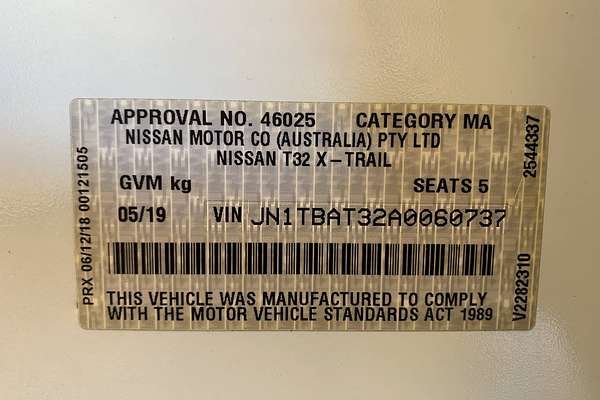 APPROVAL NO. 46025 CATEGORY MA
NISSAN MOTOR CO (AUSTRALIA) PTY LTD
NISSAN T32 X-TRAIL
GVM kg SEATS 5
05/19 VIN JN1TBAT32A0060737
THIS VEHICLE WAS MANUFACTURED TO COMPLY
WITH THE MOTOR VEHICLE STANDARDS ACT 1989
PRX 06/12/18 00121505
2544337
V2282310